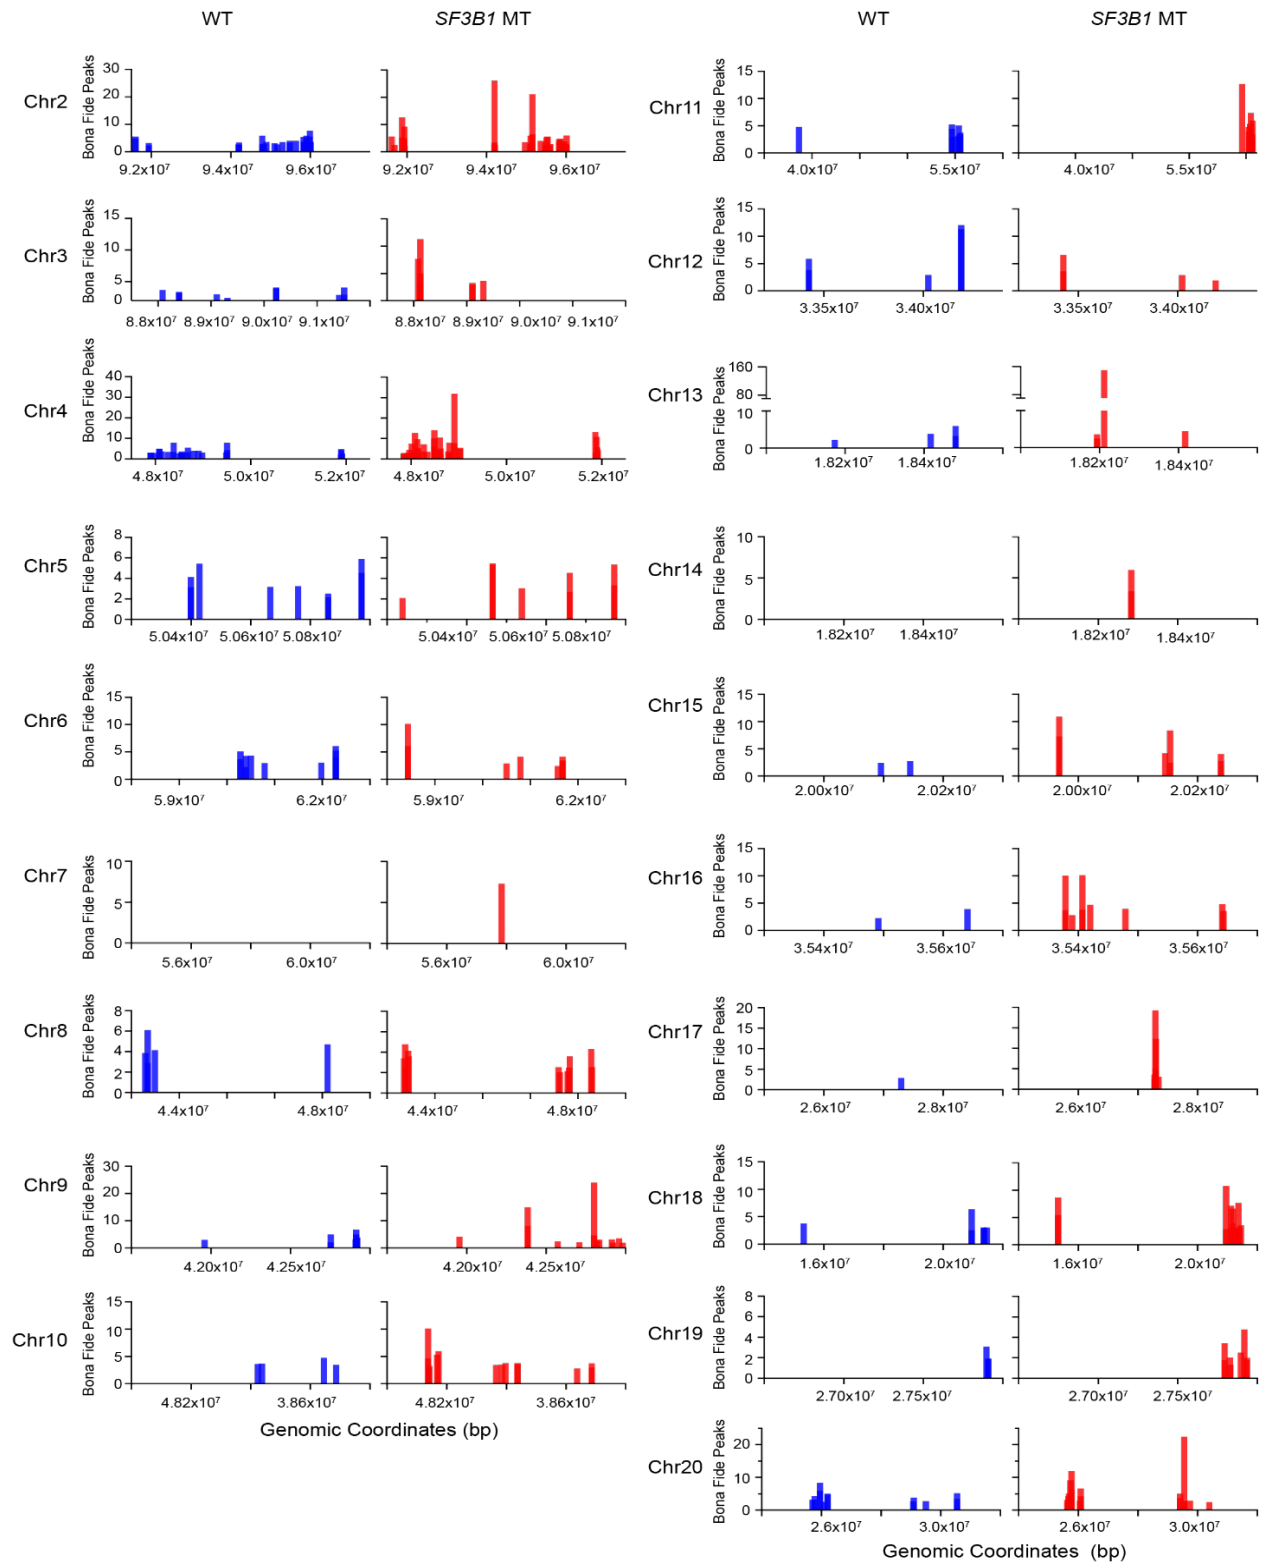 WT SF3B1 MT
Chr2
Bona Fide Peaks
30
20
10
0
9.2x10⁷ 9.4x10⁷ 9.6x10⁷ 9.2x10⁷ 9.4x10⁷ 9.6x10⁷
Chr3
Bona Fide Peaks
15
10
5
0
8.8x10⁷ 8.9x10⁷ 9.0x10⁷ 9.1x10⁷ 8.8x10⁷ 8.9x10⁷ 9.0x10⁷ 9.1x10⁷
Chr4
Bona Fide Peaks
40
30
20
10
0
4.8x10⁷ 5.0x10⁷ 5.2x10⁷ 4.8x10⁷ 5.0x10⁷ 5.2x10⁷
Chr5
Bona Fide Peaks
8
6
4
2
0
5.04x10⁷ 5.06x10⁷ 5.08x10⁷ 5.04x10⁷ 5.06x10⁷ 5.08x10⁷
Chr6
Bona Fide Peaks
15
10
5
0
5.9x10⁷ 6.2x10⁷ 5.9x10⁷ 6.2x10⁷
Chr7
Bona Fide Peaks
10
5
0
5.6x10⁷ 6.0x10⁷ 5.6x10⁷ 6.0x10⁷
Chr8
Bona Fide Peaks
8
6
4
2
0
4.4x10⁷ 4.8x10⁷ 4.4x10⁷ 4.8x10⁷
Chr9
Bona Fide Peaks
30
20
10
0
4.20x10⁷ 4.25x10⁷ 4.20x10⁷ 4.25x10⁷
Chr10
Bona Fide Peaks
15
10
5
0
4.82x10⁷ 3.86x10⁷ 4.82x10⁷ 3.86x10⁷
Genomic Coordinates (bp)
WT SF3B1 MT
Chr11
Bona Fide Peaks
15
10
5
0
4.0x10⁷ 5.5x10⁷ 4.0x10⁷ 5.5x10⁷
Chr12
Bona Fide Peaks
15
10
5
0
3.35x10⁷ 3.40x10⁷ 3.35x10⁷ 3.40x10⁷
Chr13
Bona Fide Peaks
160
80
10
0
1.82x10⁷ 1.84x10⁷ 1.82x10⁷ 1.84x10⁷
Chr14
Bona Fide Peaks
10
5
0
1.82x10⁷ 1.84x10⁷ 1.82x10⁷ 1.84x10⁷
Chr15
Bona Fide Peaks
15
10
5
0
2.00x10⁷ 2.02x10⁷ 2.00x10⁷ 2.02x10⁷
Chr16
Bona Fide Peaks
15
10
5
0
3.54x10⁷ 3.56x10⁷ 3.54x10⁷ 3.56x10⁷
Chr17
Bona Fide Peaks
20
15
10
5
0
2.6x10⁷ 2.8x10⁷ 2.6x10⁷ 2.8x10⁷
Chr18
Bona Fide Peaks
15
10
5
0
1.6x10⁷ 2.0x10⁷ 1.6x10⁷ 2.0x10⁷
Chr19
Bona Fide Peaks
8
6
4
2
0
2.70x10⁷ 2.75x10⁷ 2.70x10⁷ 2.75x10⁷
Chr20
Bona Fide Peaks
20
10
0
2.6x10⁷ 3.0x10⁷ 2.6x10⁷ 3.0x10⁷
Genomic Coordinates (bp)